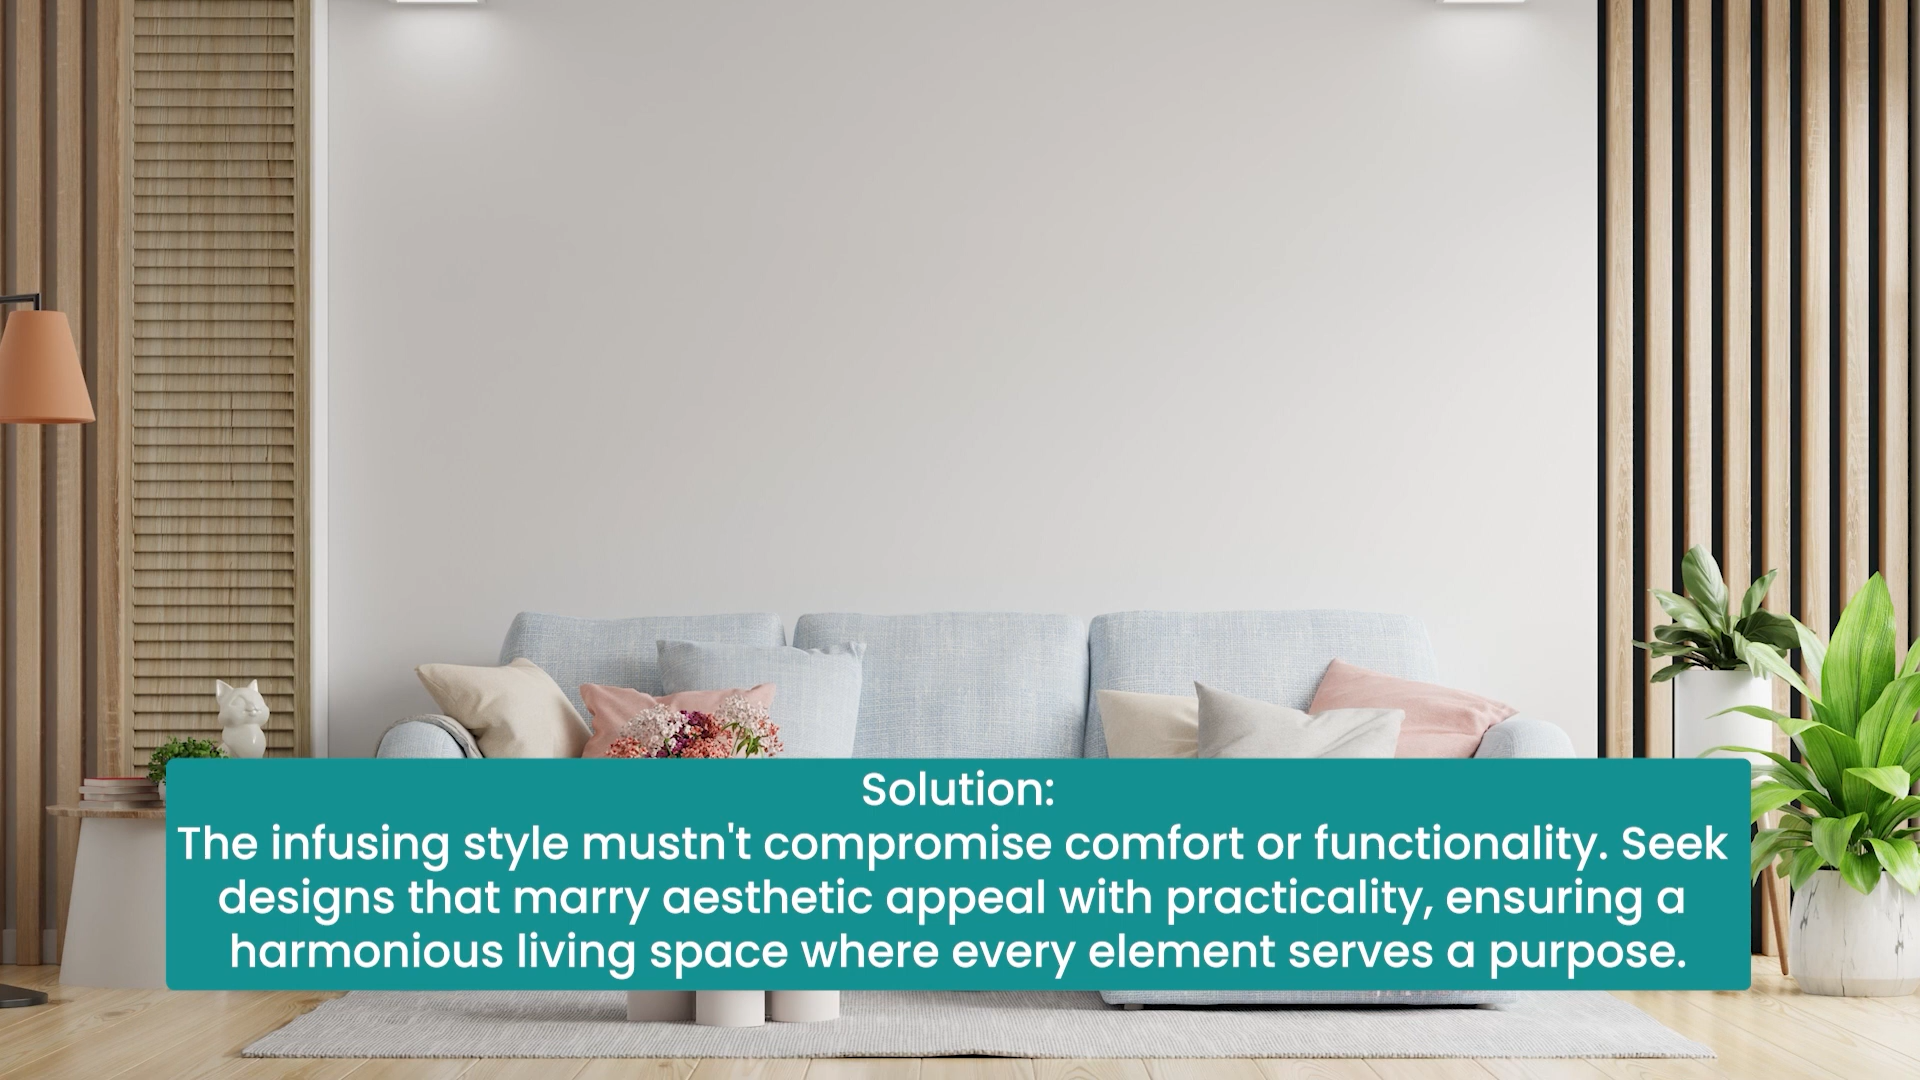 Solution:
The infusing style mustn't compromise comfort or functionality. Seek
designs that marry aesthetic appeal with practicality, ensuring a
harmonious living space where every element serves a purpose.